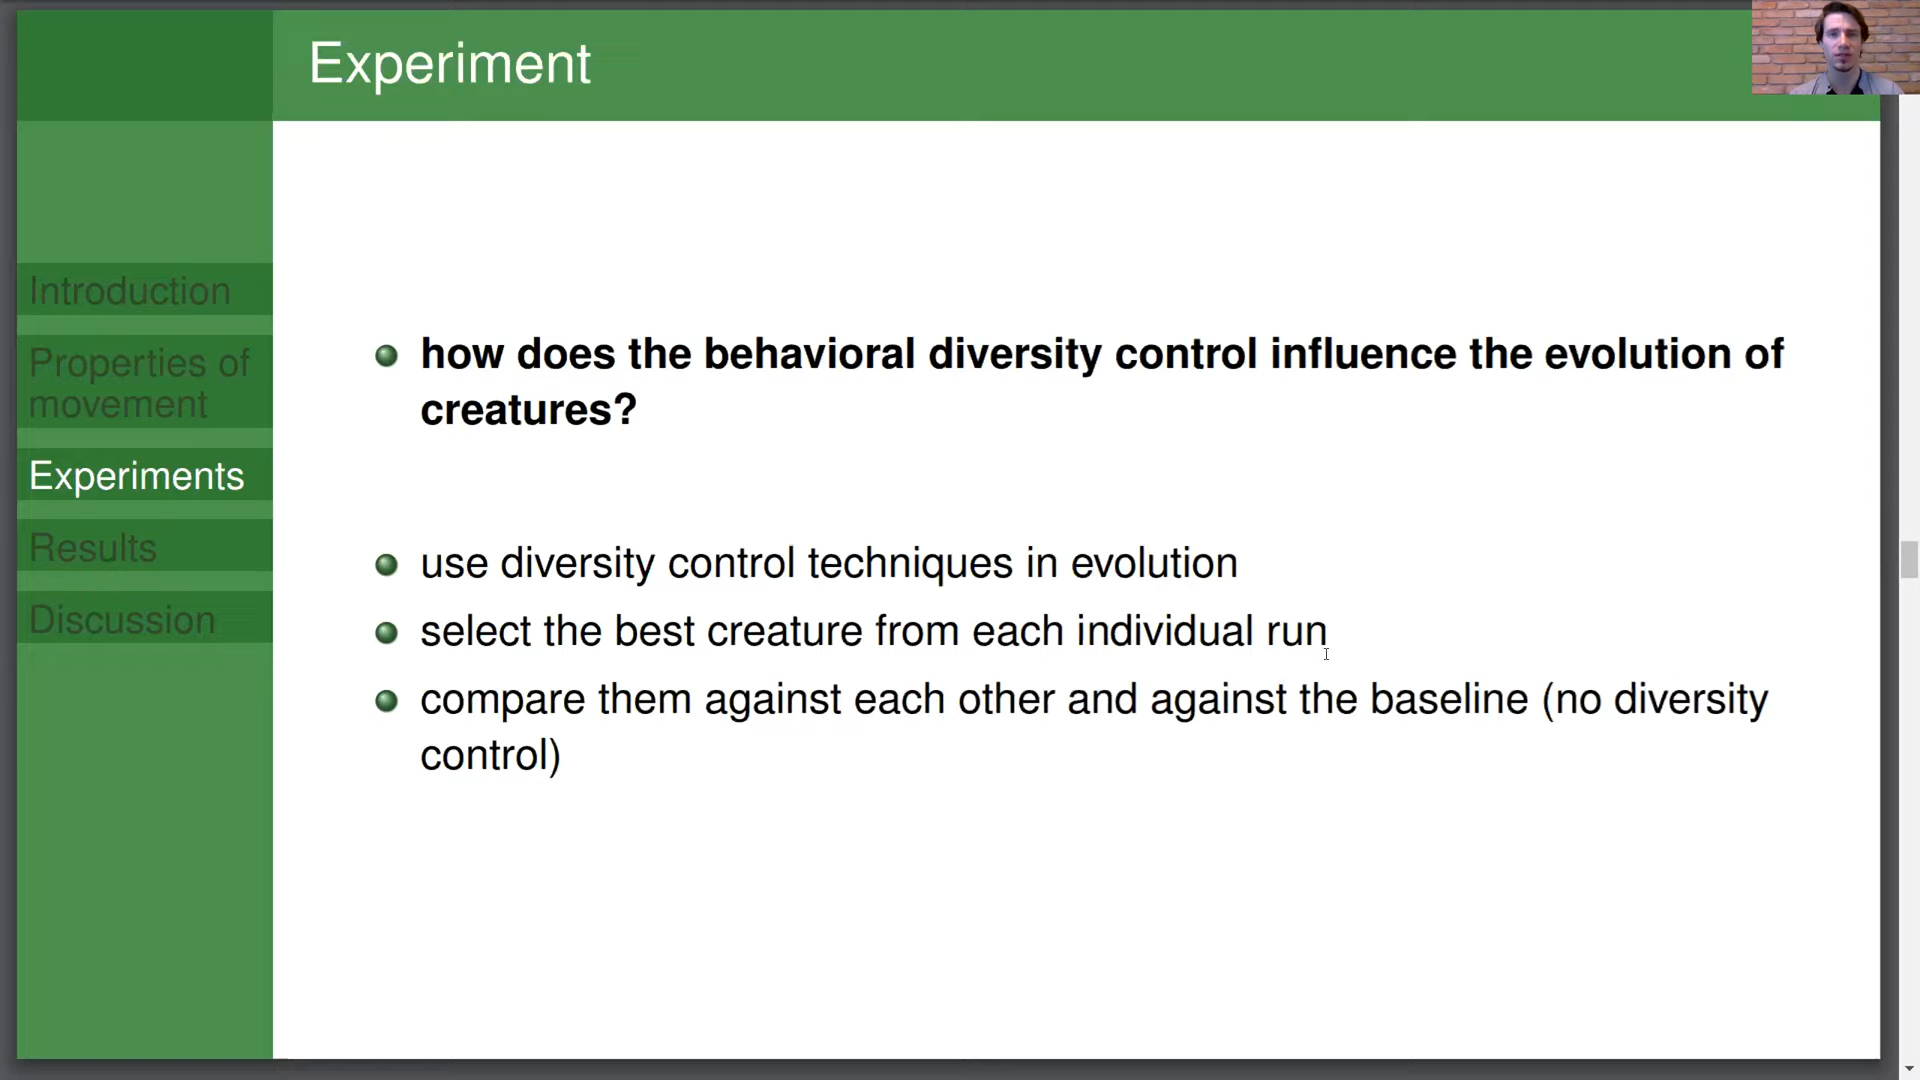 Experiment
Introduction
Properties of
movement
Experiments
Results
Discussion
how does the behavioral diversity control influence the evolution of
creatures?
use diversity control techniques in evolution
select the best creature from each individual run
compare them against each other and against the baseline (no diversity
control)